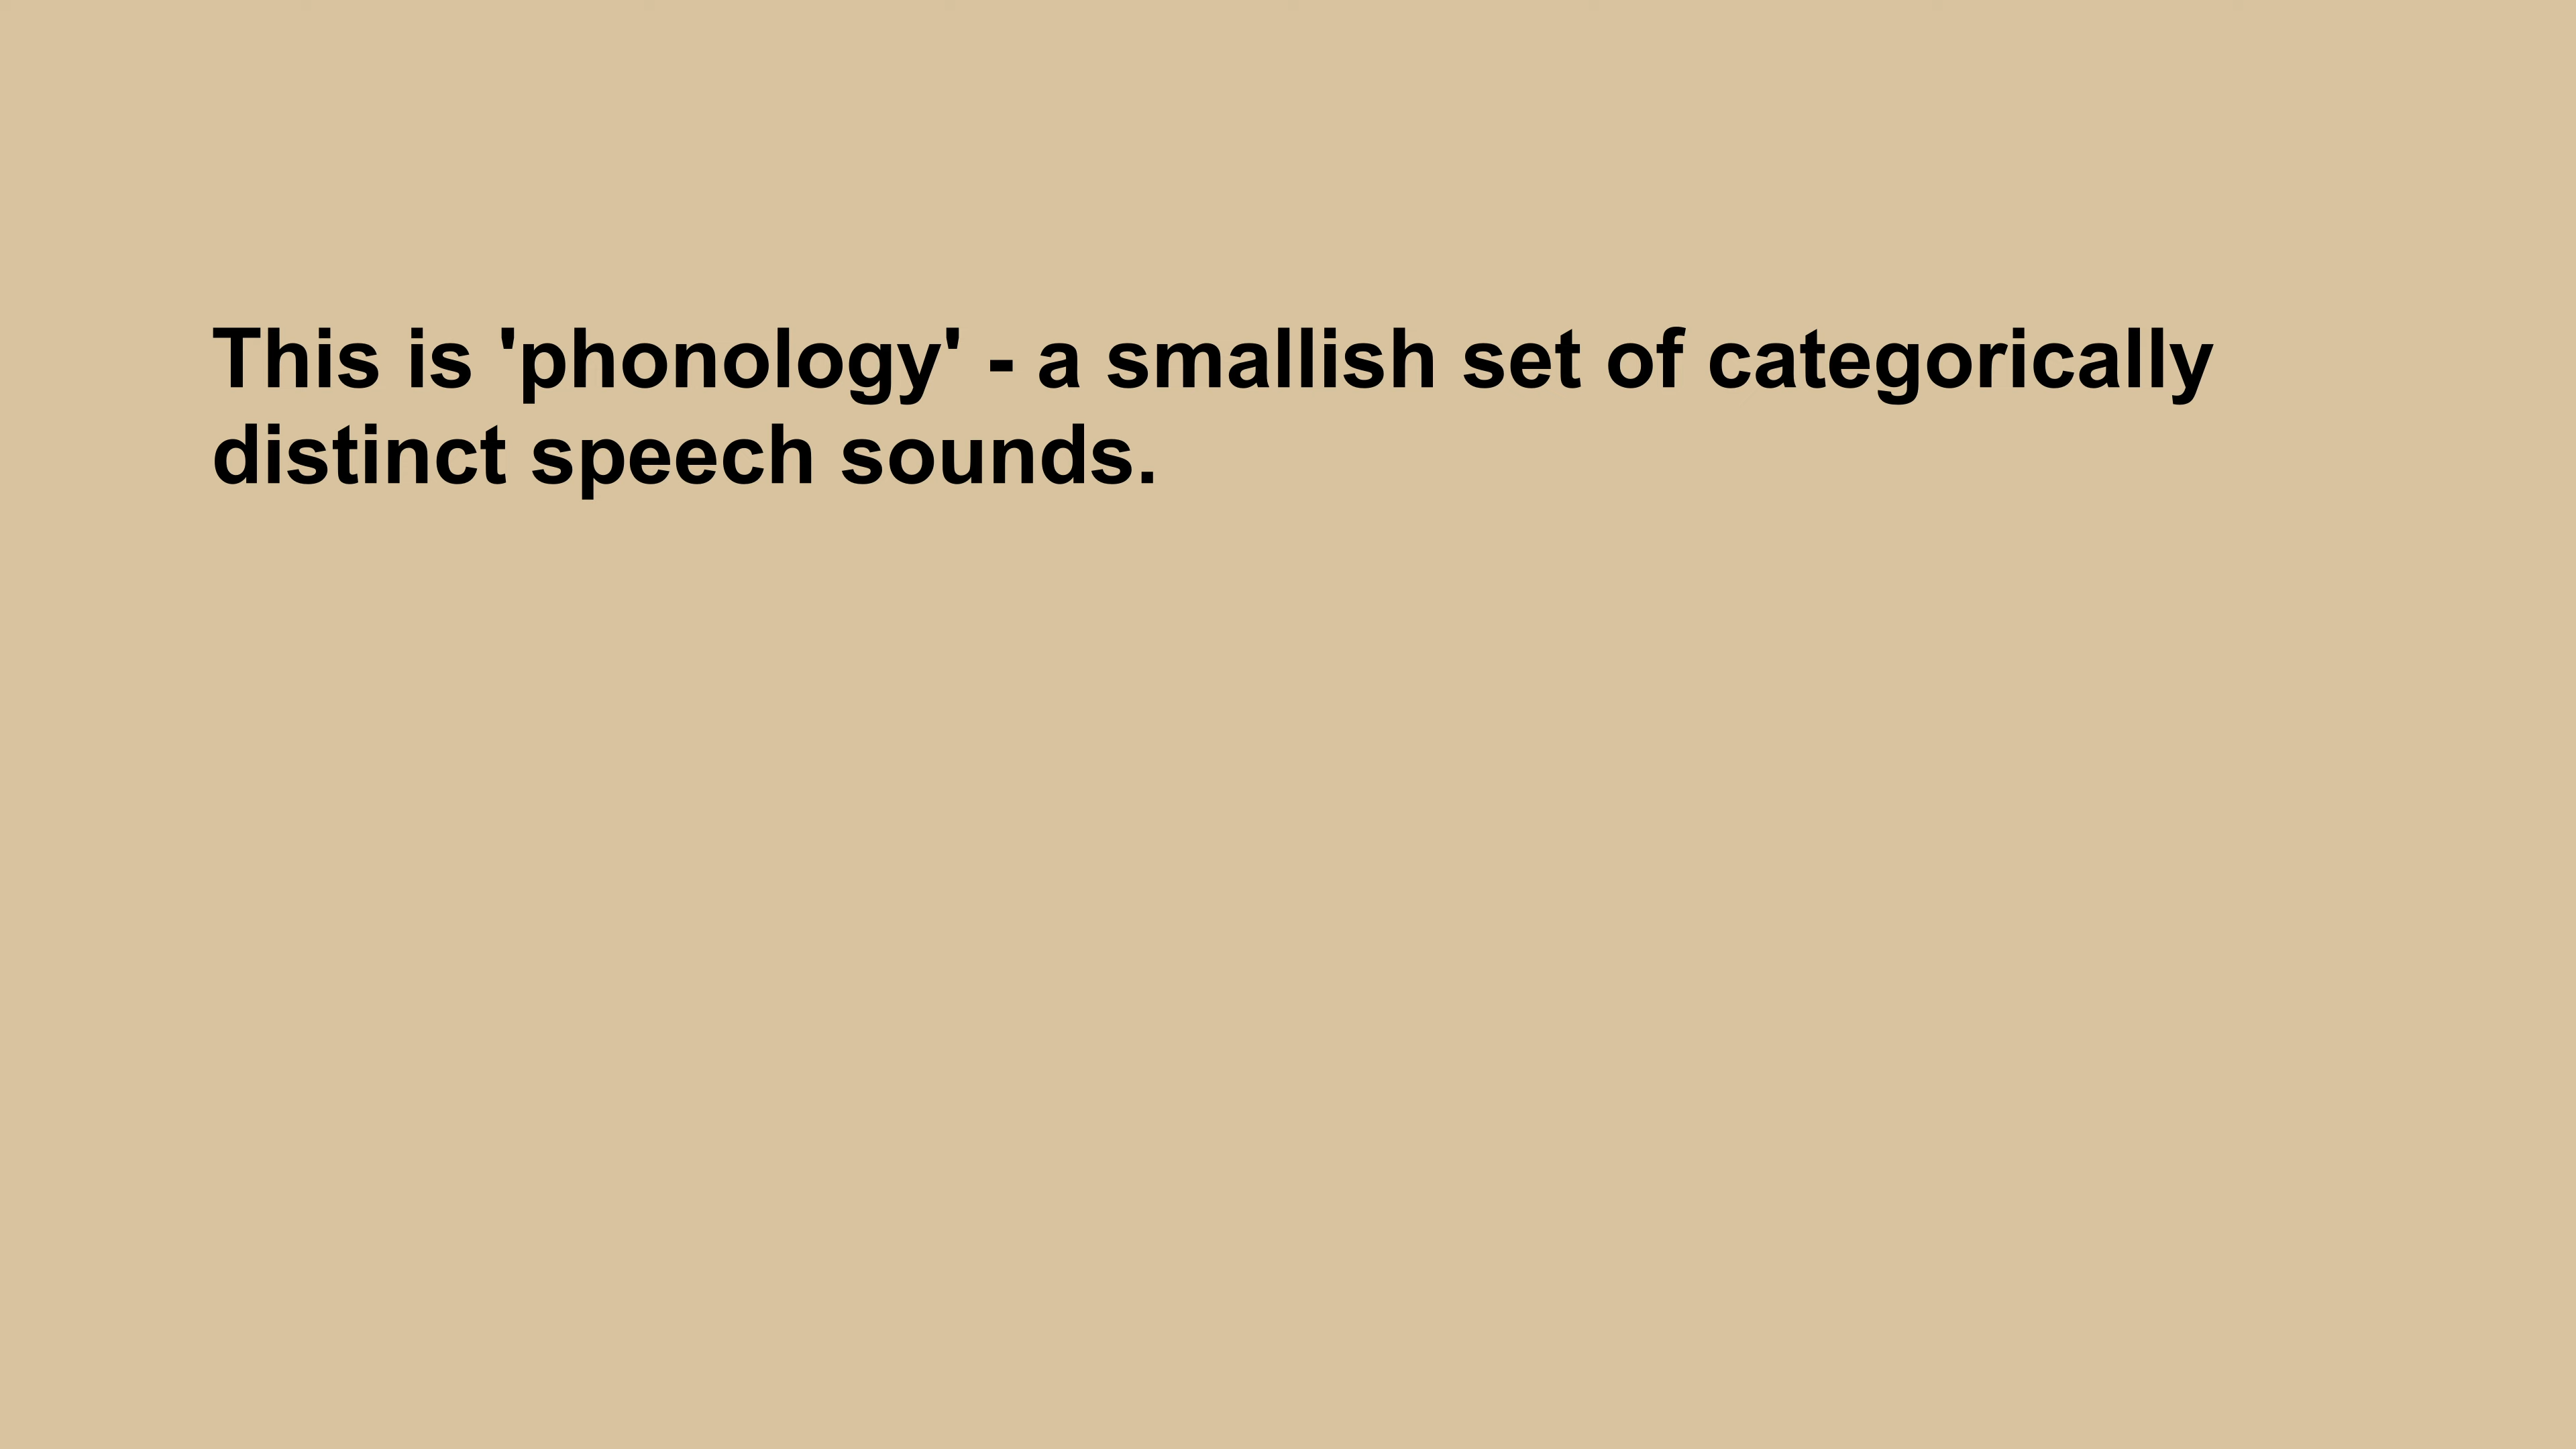 This is 'phonology' - a smallish set of categorically
distinct speech sounds.